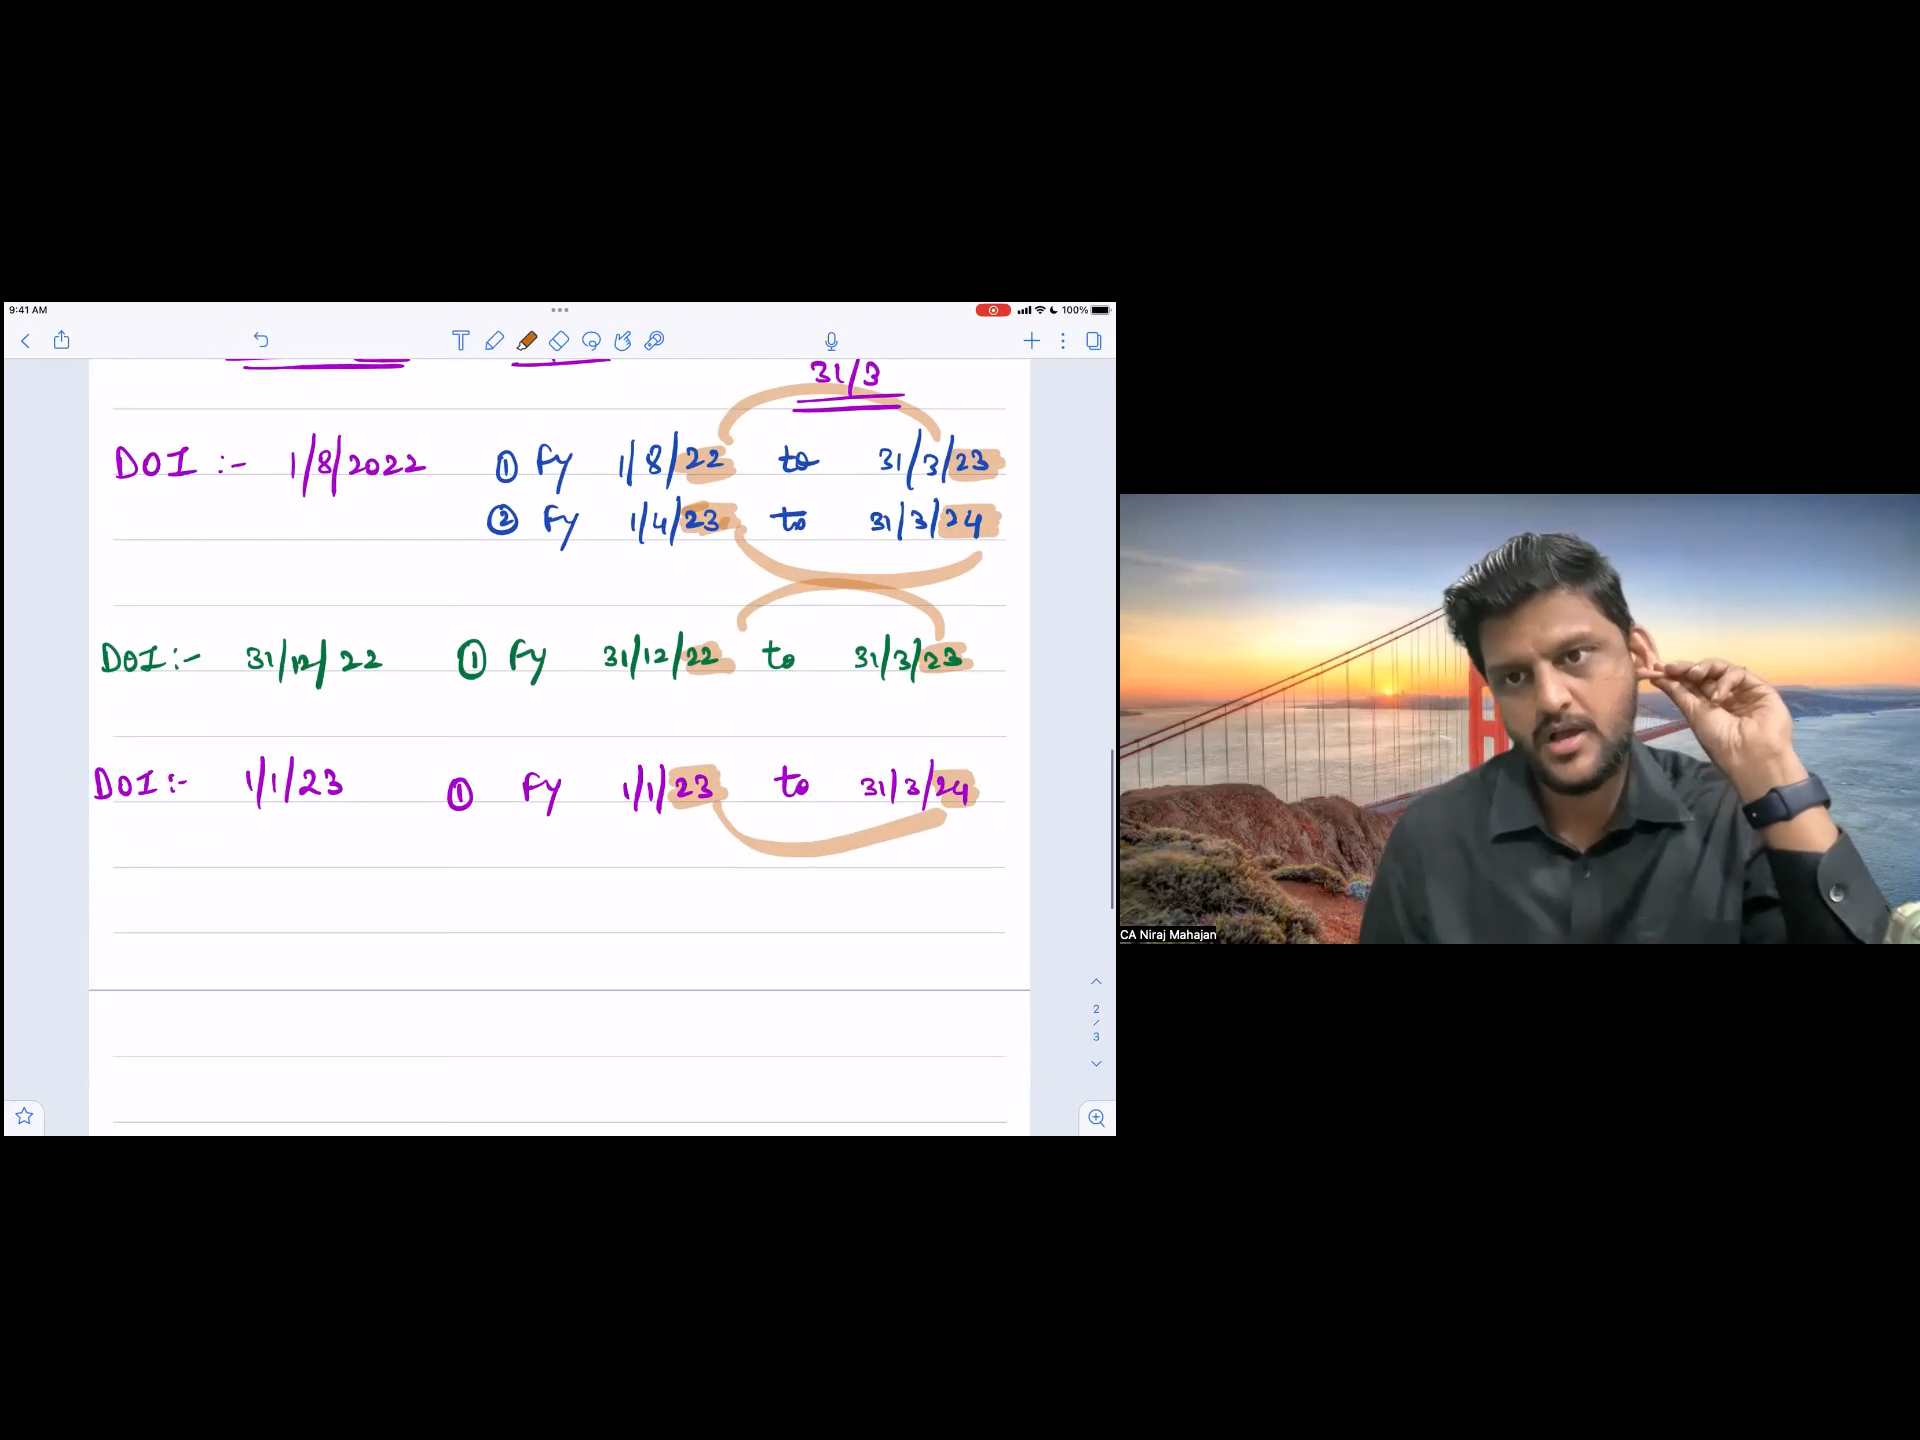 9:41 AM
100%
31/3
DOI :- 1/8/2022 ① Fy 1/8/22 to 31/3/23
② Fy 1/4/23 to 31/3/24
DOI :- 31/12/22 ① Fy 31/12/22 to 31/3/23
DOI :- 1/1/23 ① Fy 1/1/23 to 31/3/24
CA Niraj Mahajan
2
/
3